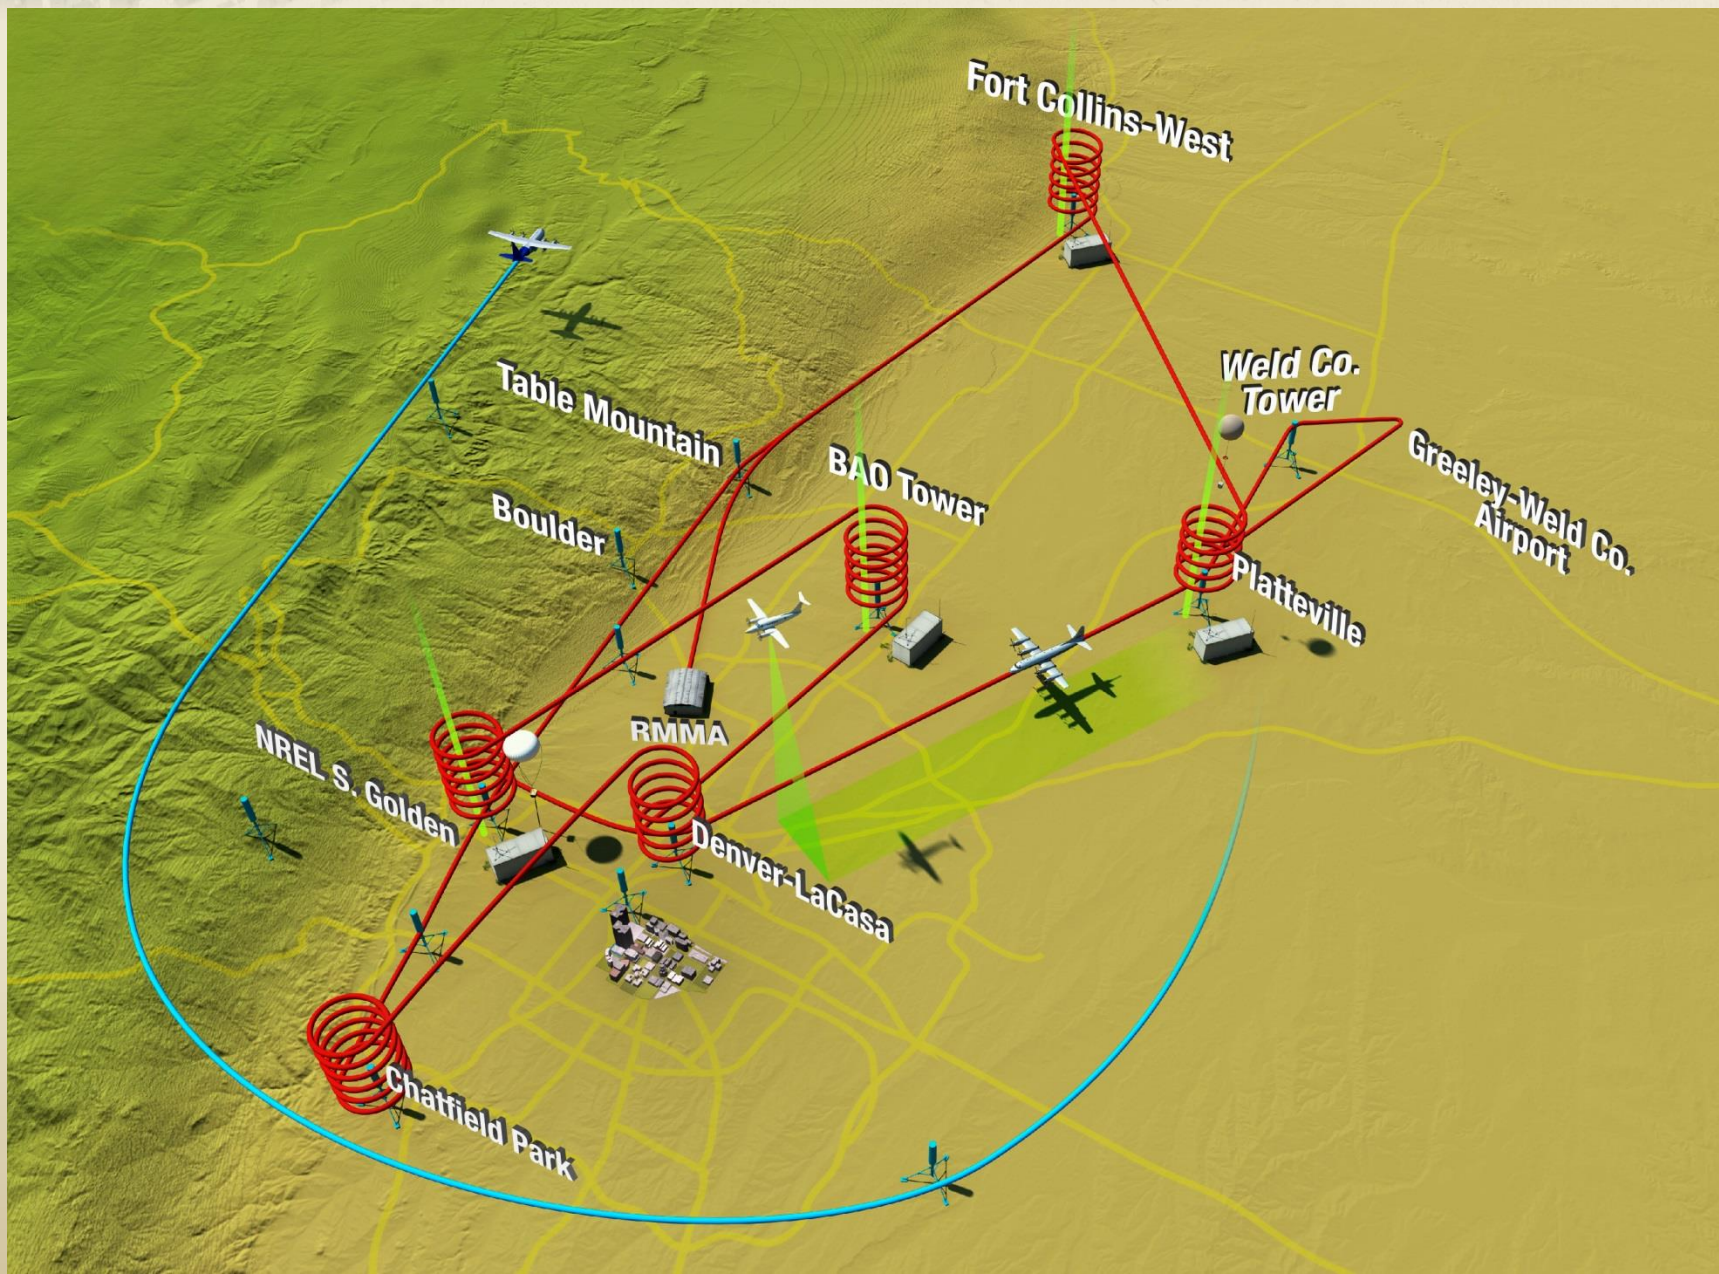 Fort Collins-West
Weld Co.
Tower
Table Mountain
BAO Tower
Greeley-Weld Co.
Airport
Boulder
Platteville
RMMA
NREL S. Golden
Denver-LaCasa
Chatfield Park